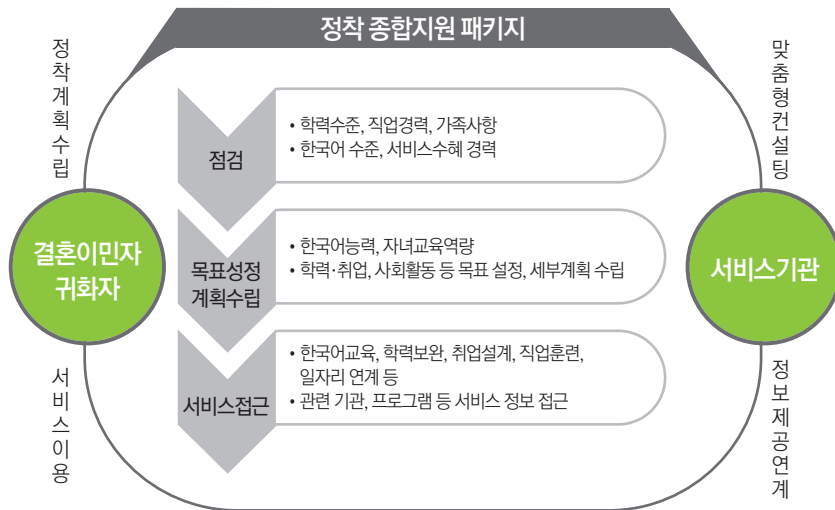 정착 종합지원 패키지
정착계획수립
맞춤형컨설팅
점검
• 학력수준, 직업경력, 가족사항
• 한국어 수준, 서비스수혜 경력
결혼이민자
귀화자
목표성정
계획수립
• 한국어능력, 자녀교육역량
• 학력·취업, 사회활동 등 목표 설정, 세부계획 수립
서비스기관
서비스접근
• 한국어교육, 학력보완, 취업설계, 직업훈련,
일자리 연계 등
• 관련 기관, 프로그램 등 서비스 정보 접근
서비스이용
정보제공연계